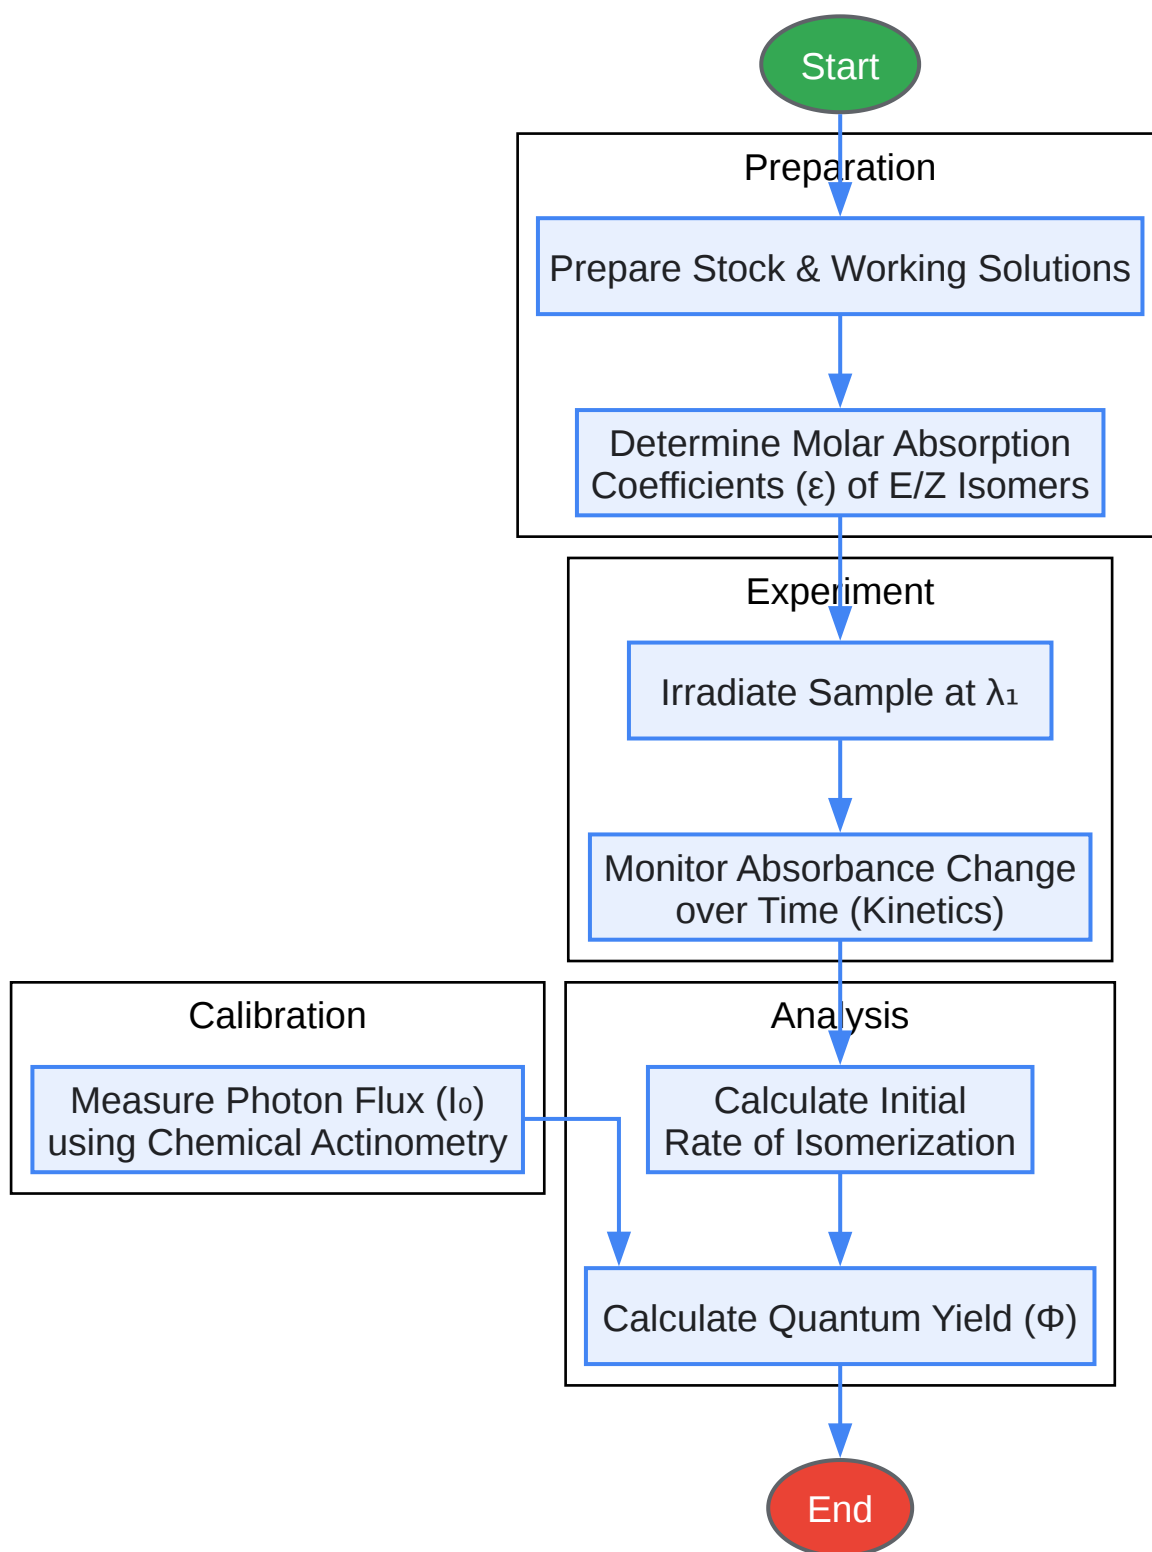 Start
Preparation
Prepare Stock & Working Solutions
Determine Molar Absorption
Coefficients (ε) of E/Z Isomers
Experiment
Irradiate Sample at λ₁
Monitor Absorbance Change
over Time (Kinetics)
Calibration
Measure Photon Flux (I₀)
using Chemical Actinometry
Analysis
Calculate Initial
Rate of Isomerization
Calculate Quantum Yield (Φ)
End